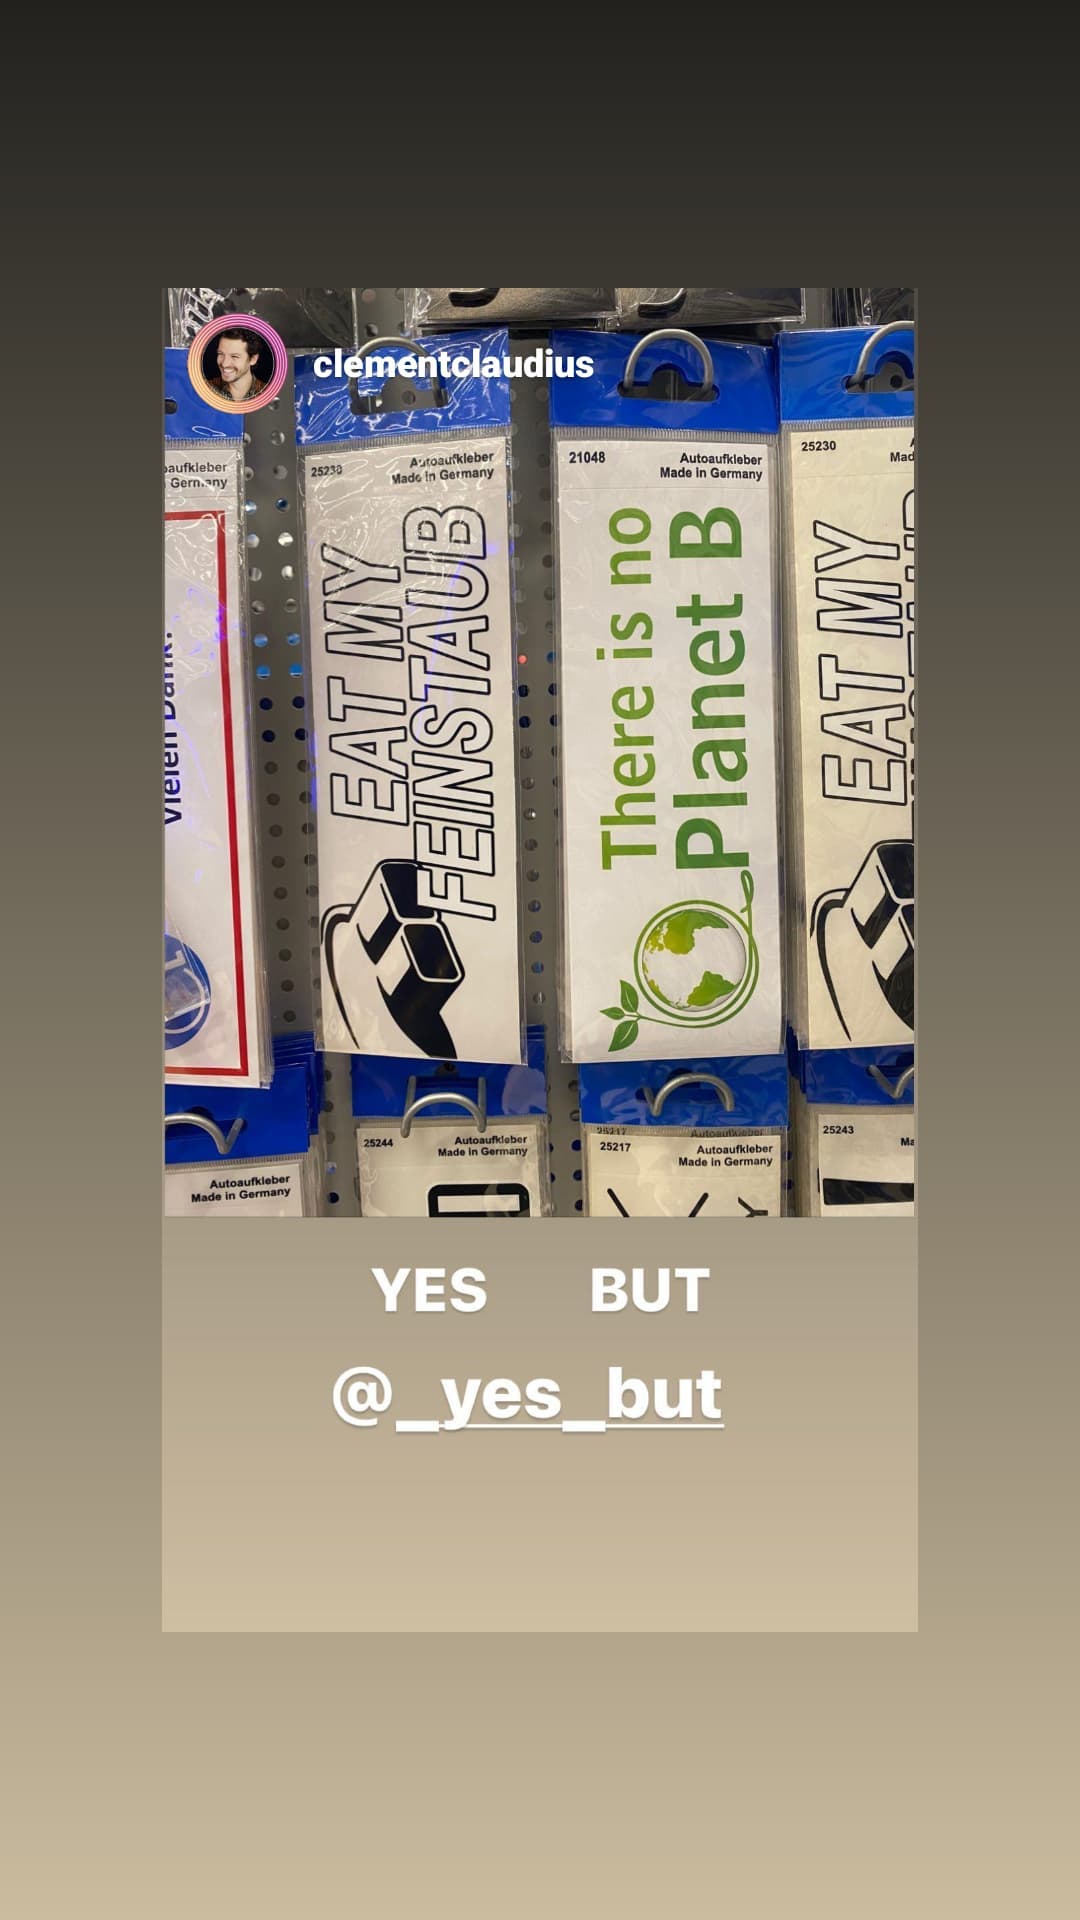 clementclaudius
aufkleber
Germany
Vielen Dank!
25230
Autoaufkleber
Made in Germany
EAT MY
FEINSTAUB
21048
Autoaufkleber
Made in Germany
There is no
Planet B
25230
EAT MY
Autoaufkleber
Made in Germany
25244
Autoaufkleber
Made in Germany
25217
Autoaufkleber
25217
Autoaufkleber
Made in Germany
25243
YES BUT
@_yes_but